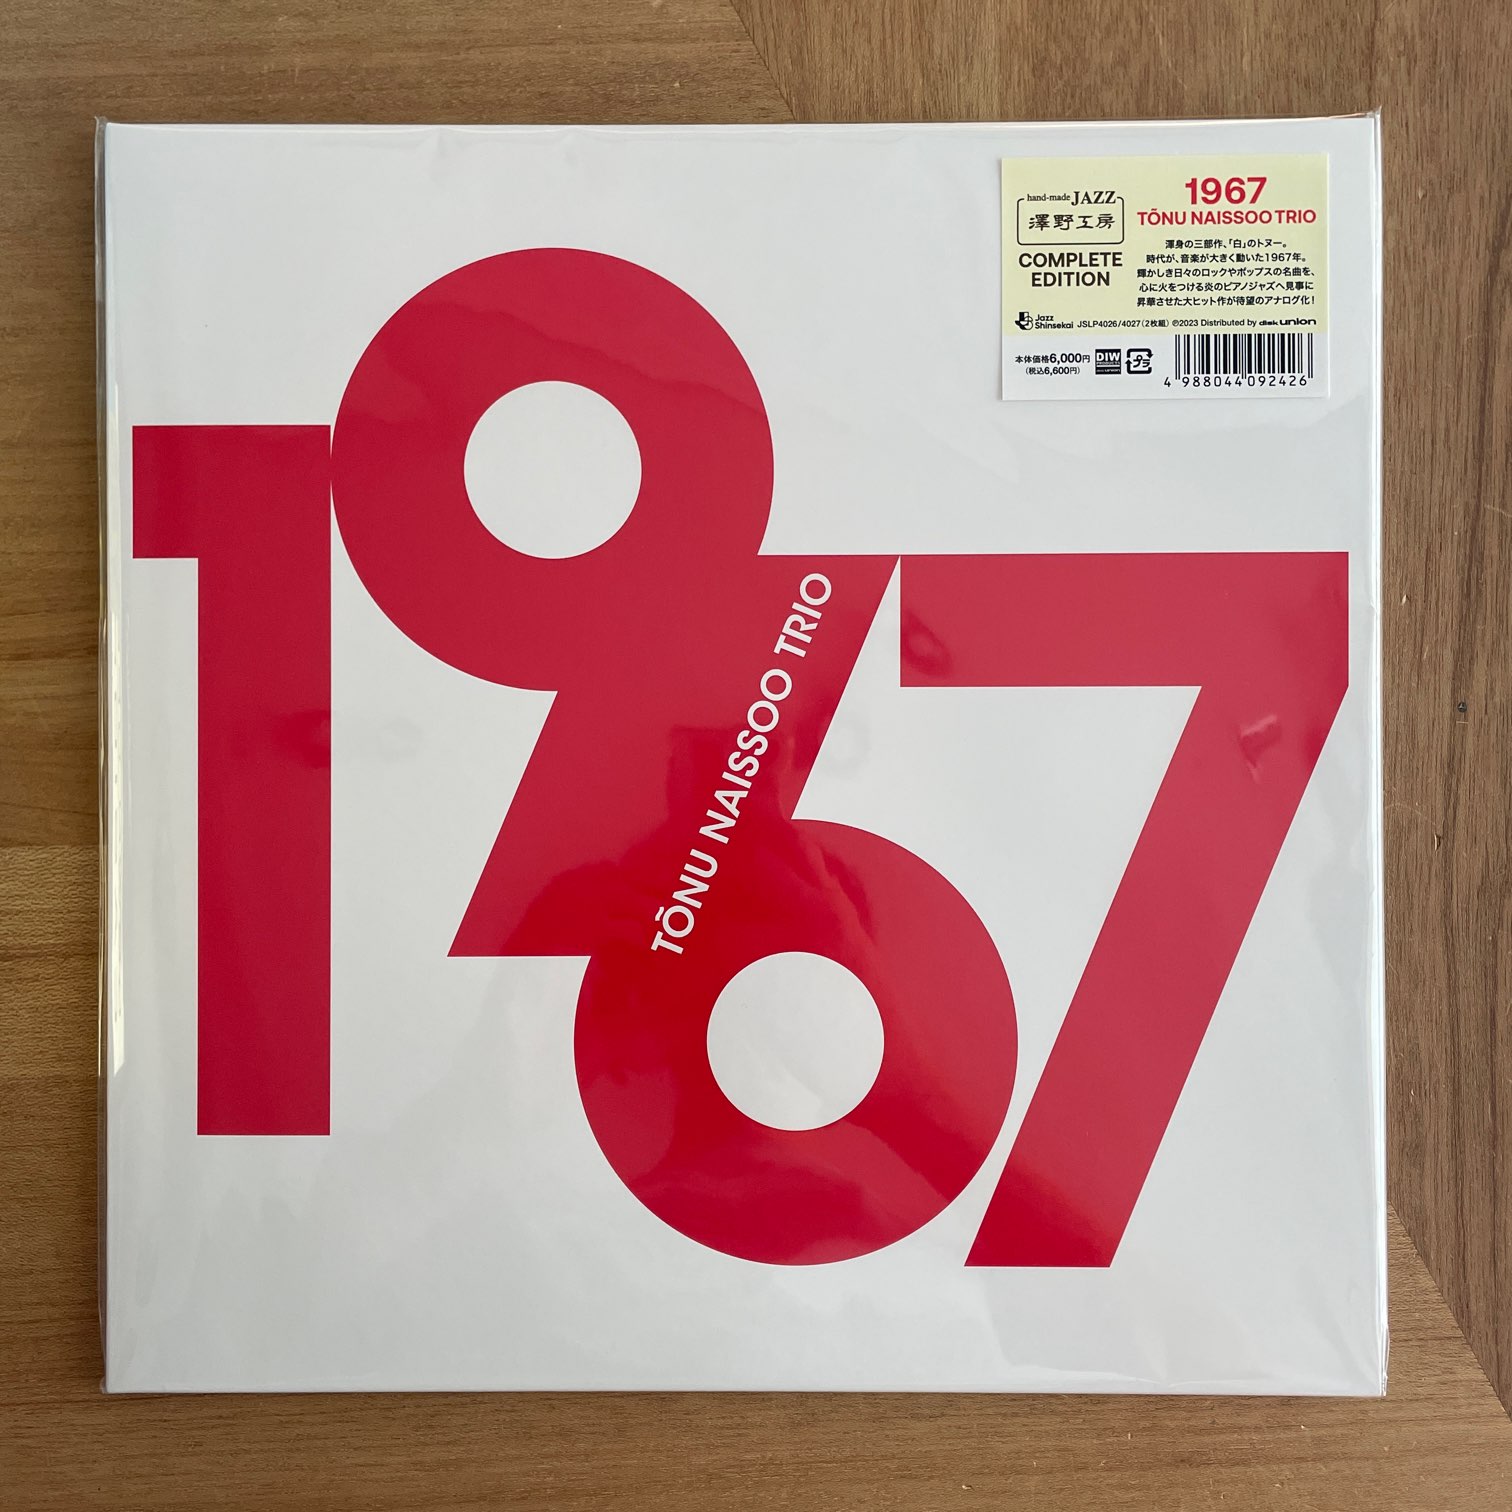 1967
TÕNU NAISSOO TRIO
hand-made JAZZ
澤野工房
COMPLETE
EDITION
1967
TÕNU NAISSOO TRIO
渾身の三部作、「白」のトヌー。
時代が、音楽が大きく動いた1967年。
輝かしき日々のロックやポップスの名曲を、
心に火をつける炎のピアノジャズへ見事に
昇華させた大ヒット作が待望のアナログ化!
Jazz
Shinsekai
JSLP4026/4027(2枚組) ℗2023 Distributed by disk union
本体価格6,000円
(税込6,600円)
DIW
プラ
4 988044 092426